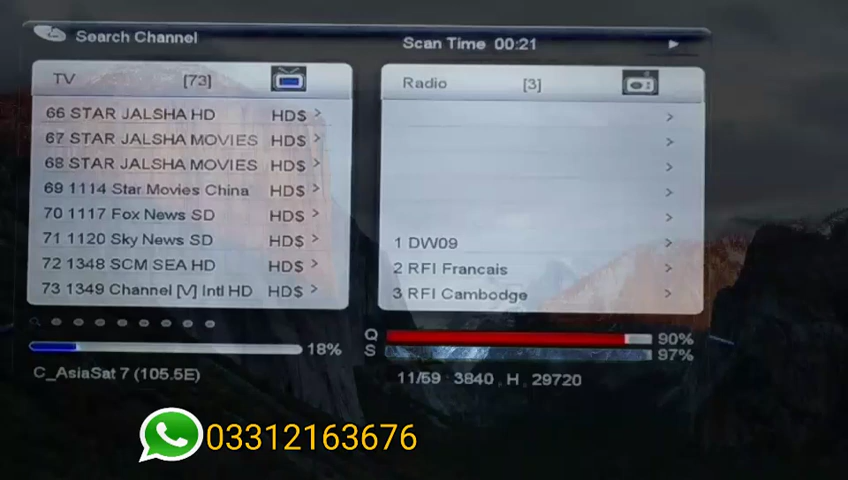 Search Channel
Scan Time 00:21
TV [73]
66 STAR JALSHA HD HD$ >
67 STAR JALSHA MOVIES HD$ >
68 STAR JALSHA MOVIES HD$ >
69 1114 Star Movies China HD$ >
70 1117 Fox News SD HD$ >
71 1120 Sky News SD HD$ >
72 1348 SCM SEA HD HD$ >
73 1349 Channel [V] Intl HD HD$ >
Radio [3]
1 DW09 >
2 RFI Francais >
3 RFI Cambodge >
18%
C_AsiaSat 7 (105.5E)
Q 90%
S 97%
11/59 : 3840 , H , 29720
03312163676